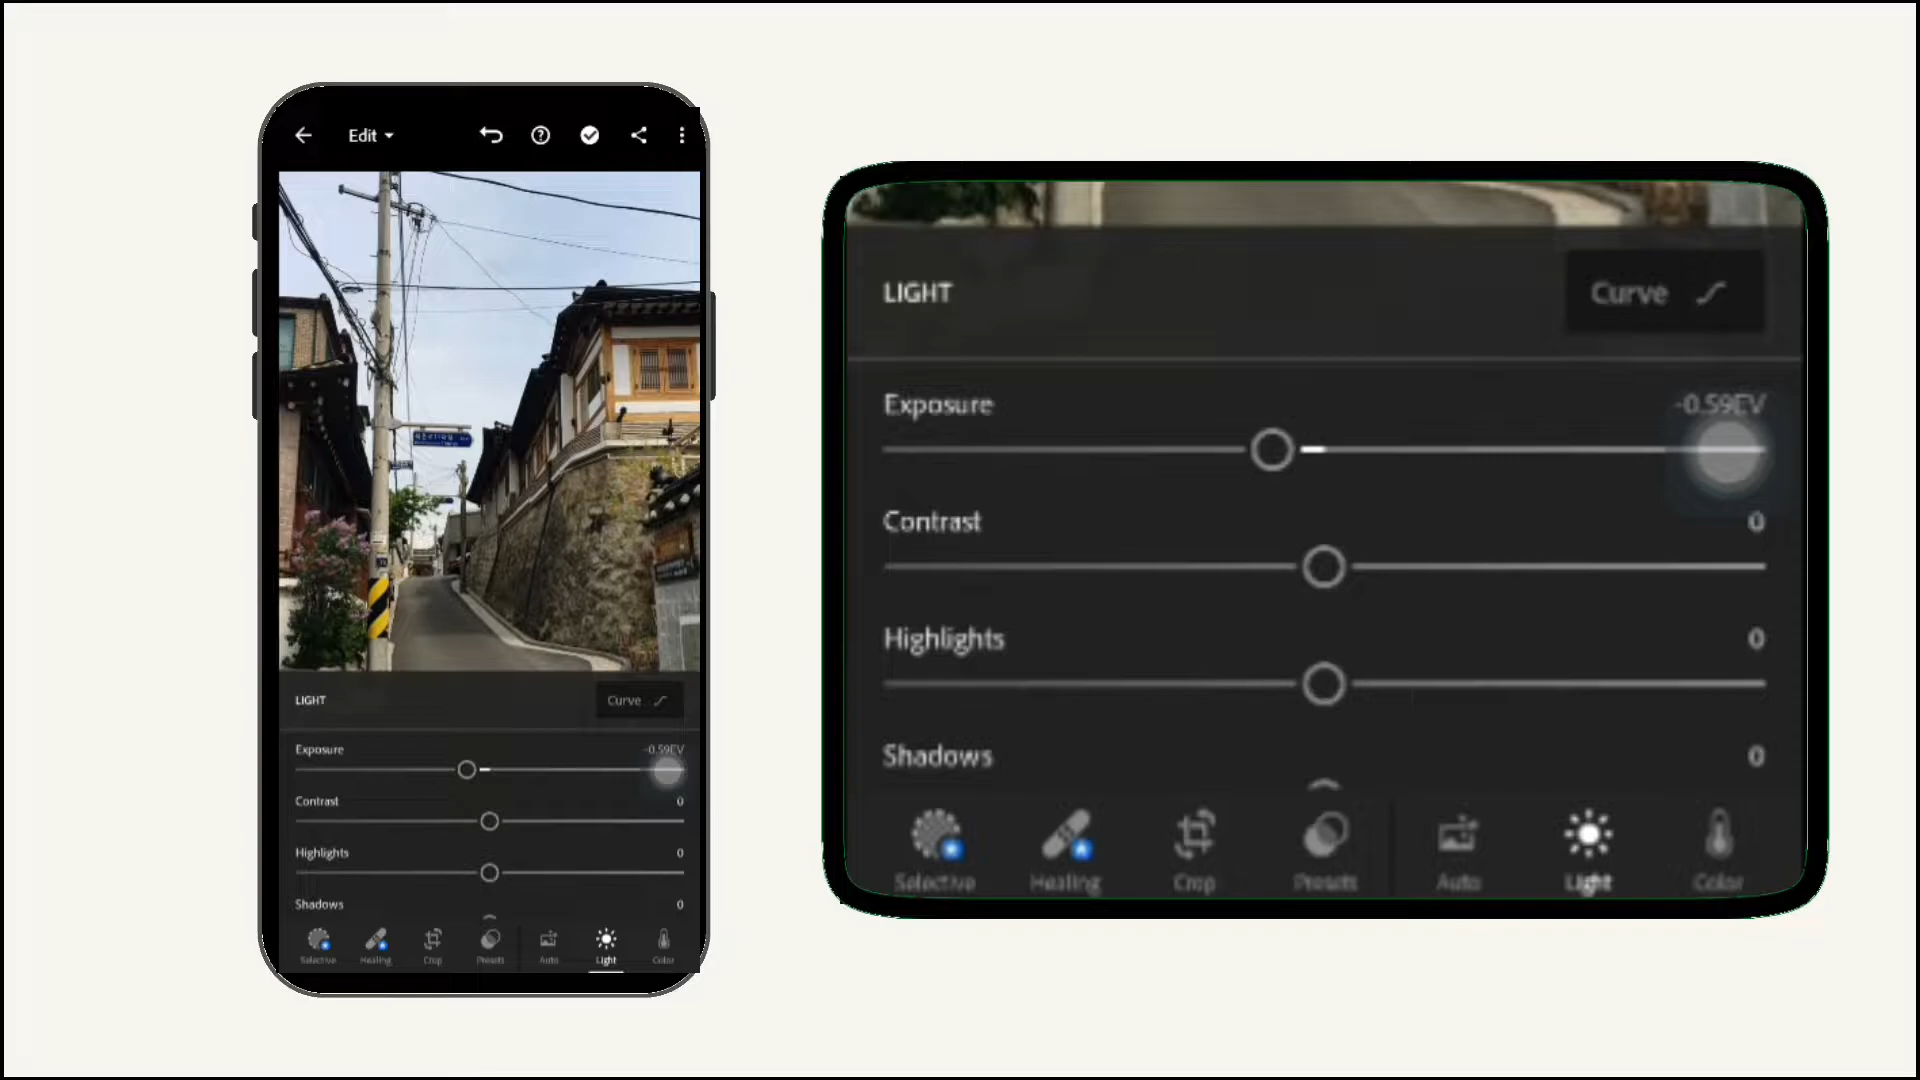 Edit
LIGHT
Curve
Exposure
-0.59EV
Contrast
0
Highlights
0
Shadows
0
Selective
Healing
Crop
Presets
Auto
Light
Color
LIGHT
Curve
Exposure
-0.59EV
Contrast
0
Highlights
0
Shadows
0
Selective
Healing
Crop
Presets
Auto
Light
Color